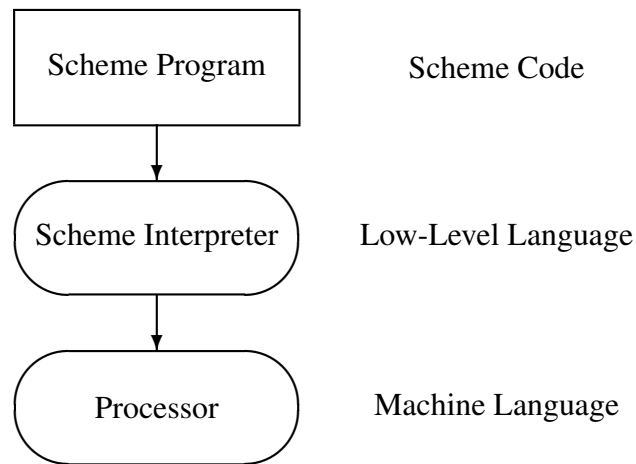 Scheme Program
Scheme Code
Scheme Interpreter
Low-Level Language
Processor
Machine Language